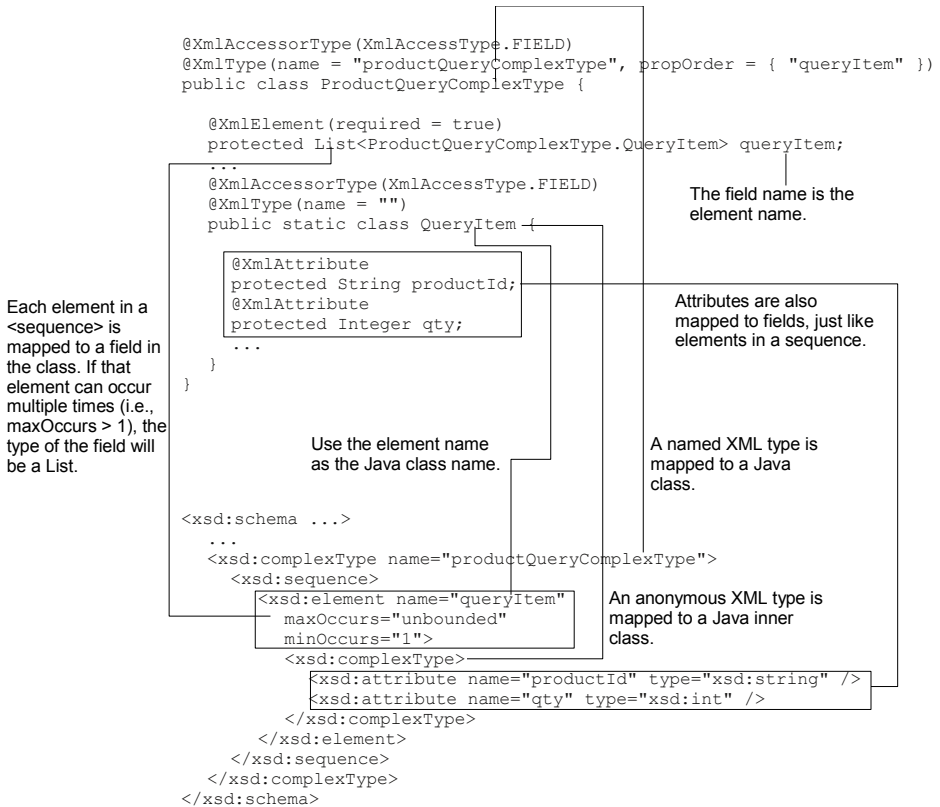 @XmlAccessorType(XmlAccessType.FIELD)
@XmlType(name = "productQueryComplexType", propOrder = { "queryItem" })
public class ProductQueryComplexType {
@XmlElement(required = true)
protected List<ProductQueryComplexType.QueryItem> queryItem;
...
@XmlAccessorType(XmlAccessType.FIELD)
@XmlType(name = "")
public static class QueryItem {
The field name is the
element name.
@XmlAttribute
protected String productId;
@XmlAttribute
protected Integer qty;
...
}
}
Each element in a
<sequence> is
mapped to a field in
the class. If that
element can occur
multiple times (i.e.,
maxOccurs > 1), the
type of the field will
be a List.
Attributes are also
mapped to fields, just like
elements in a sequence.
Use the element name
as the Java class name.
A named XML type is
mapped to a Java
class.
<xsd:schema ...>
...
<xsd:complexType name="productQueryComplexType">
<xsd:sequence>
<xsd:element name="queryItem"
maxOccurs="unbounded"
minOccurs="1">
An anonymous XML type is
mapped to a Java inner
class.
<xsd:complexType>
<xsd:attribute name="productId" type="xsd:string" />
<xsd:attribute name="qty" type="xsd:int" />
</xsd:complexType>
</xsd:element>
</xsd:sequence>
</xsd:complexType>
</xsd:schema>